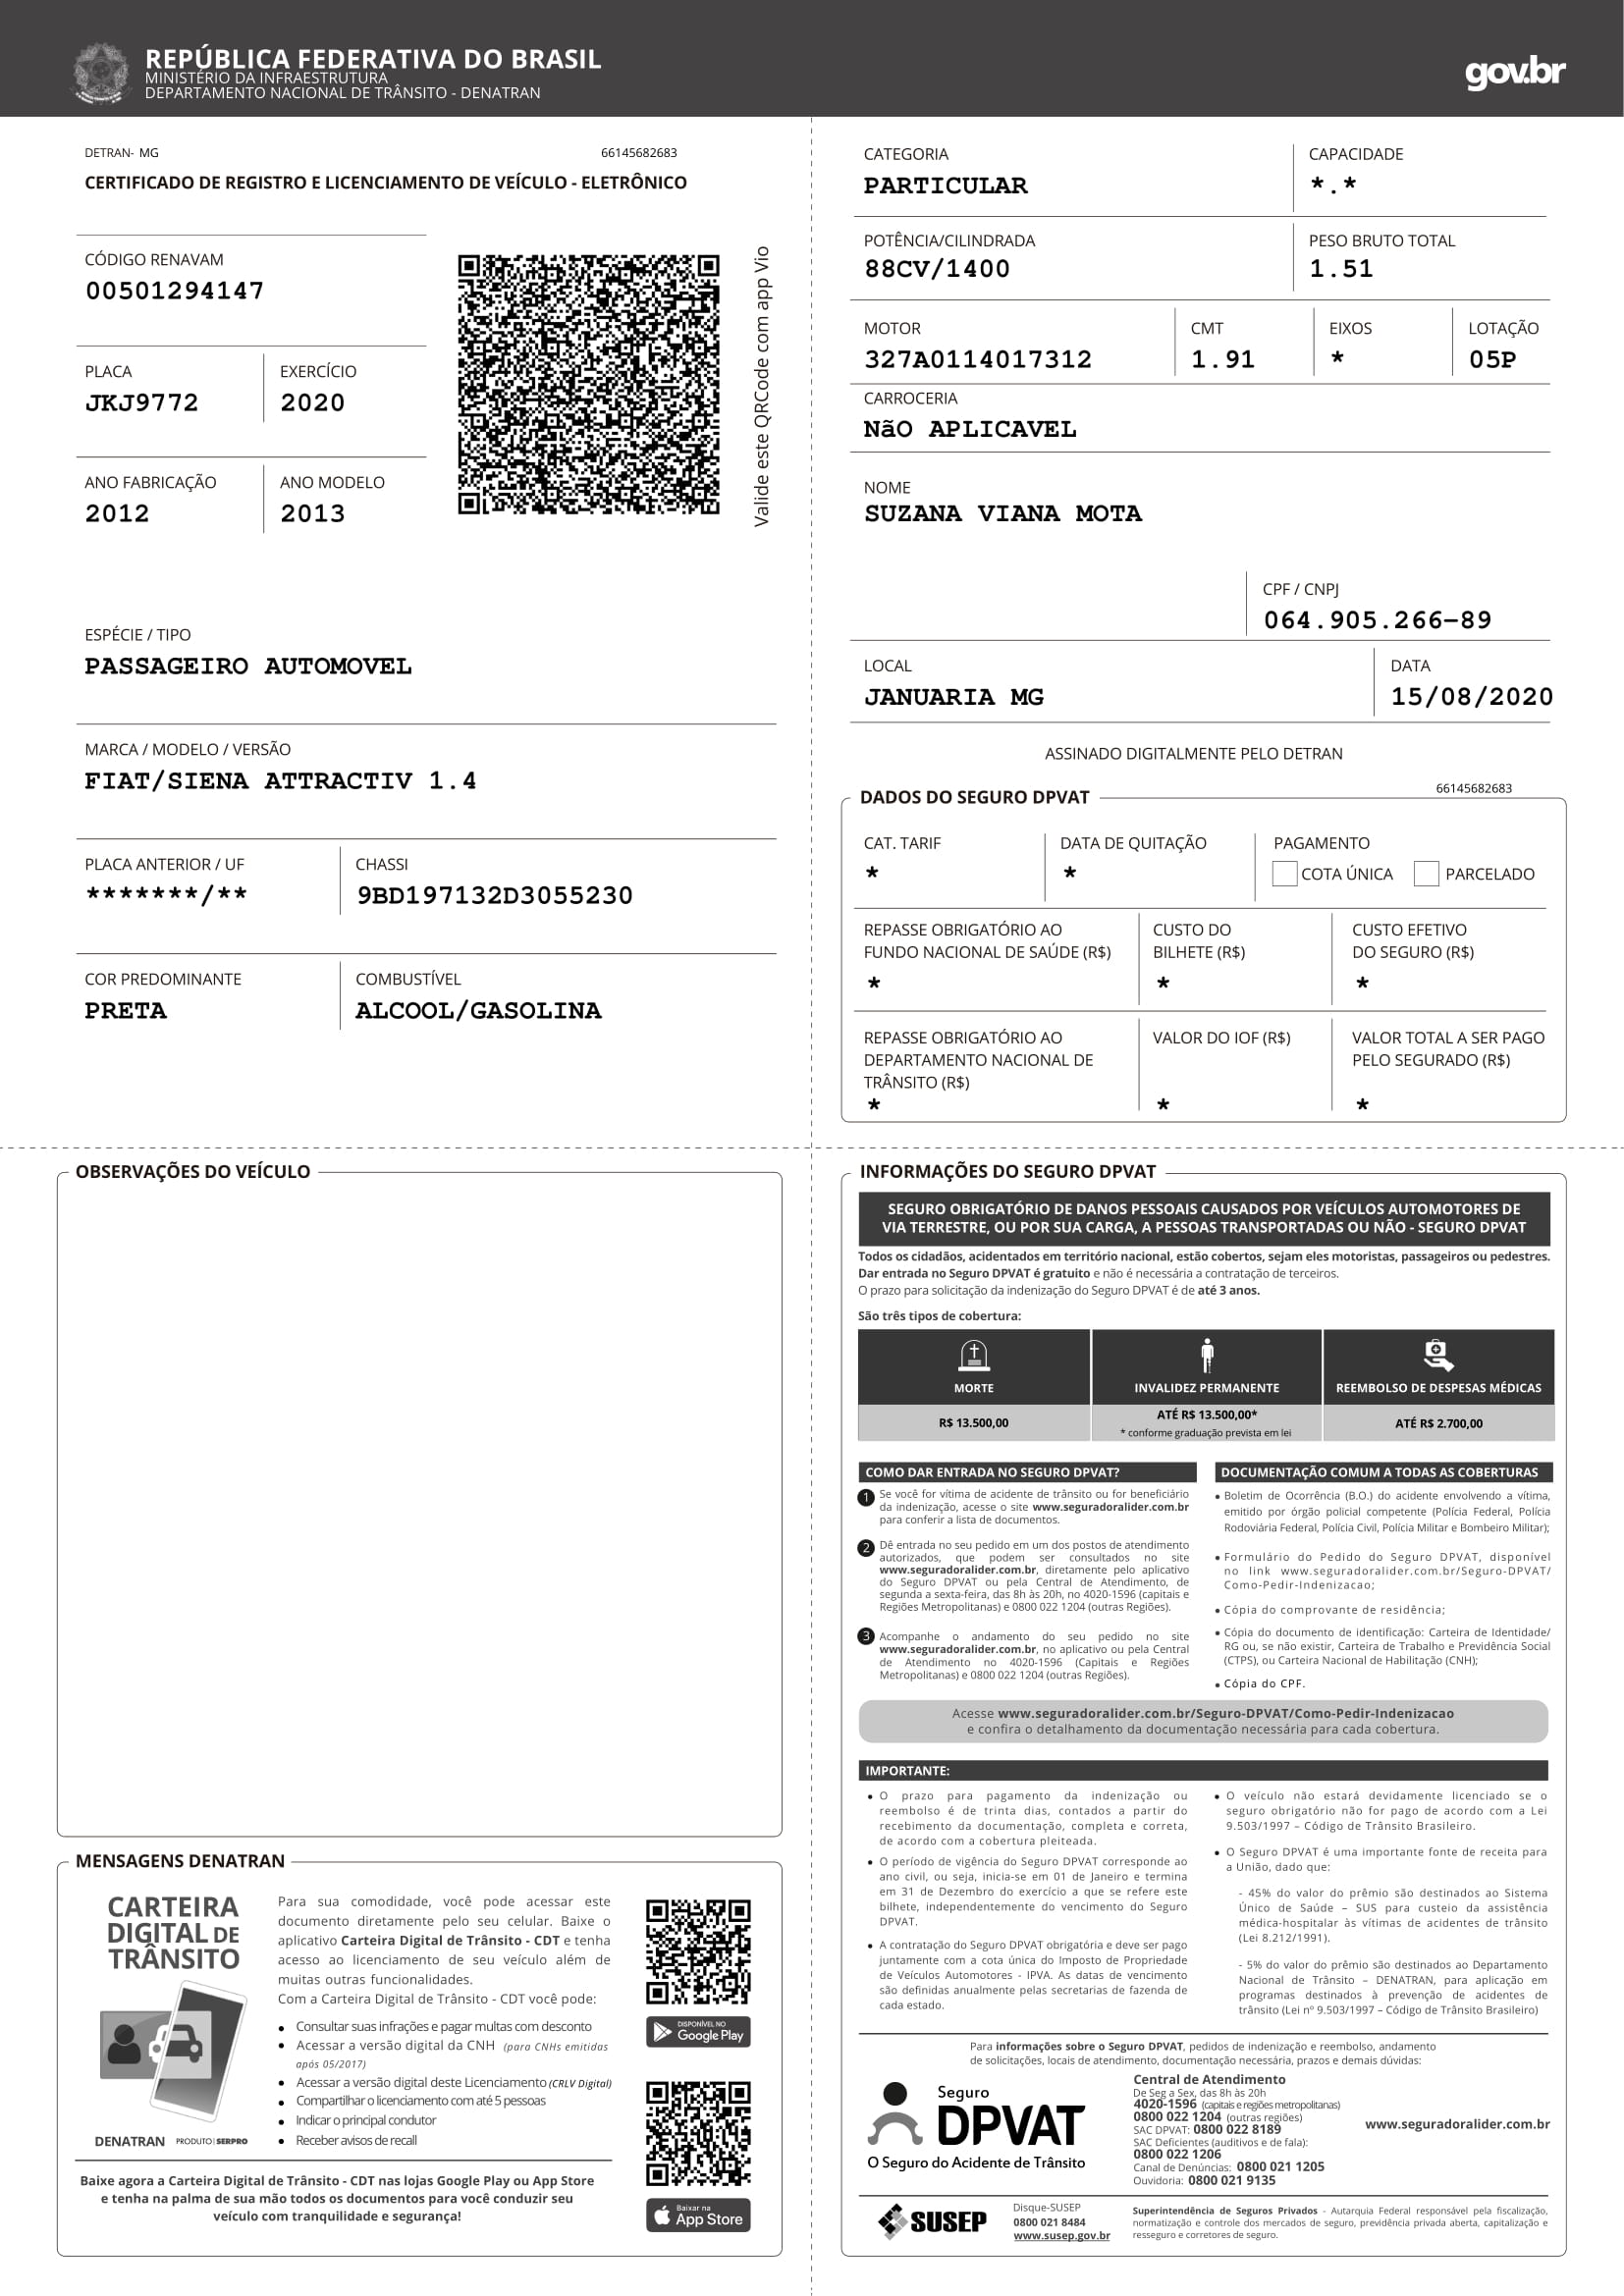 REPÚBLICA FEDERATIVA DO BRASIL
MINISTÉRIO DA INFRAESTRUTURA
DEPARTAMENTO NACIONAL DE TRÂNSITO - DENATRAN
gov.br
DETRAN- MG
66145682683
CERTIFICADO DE REGISTRO E LICENCIAMENTO DE VEÍCULO - ELETRÔNICO
CÓDIGO RENAVAM
00501294147
PLACA
EXERCÍCIO
JKJ9772
2020
ANO FABRICAÇÃO
ANO MODELO
2012
2013
Valide este QRCode com app Vio
ESPÉCIE / TIPO
PASSAGEIRO AUTOMOVEL
MARCA / MODELO / VERSÃO
FIAT/SIENA ATTRACTIV 1.4
PLACA ANTERIOR / UF
CHASSI
*******/**
9BD197132D3055230
COR PREDOMINANTE
COMBUSTÍVEL
PRETA
ALCOOL/GASOLINA
CATEGORIA
CAPACIDADE
PARTICULAR
*.*
POTÊNCIA/CILINDRADA
PESO BRUTO TOTAL
88CV/1400
1.51
MOTOR
CMT
EIXOS
LOTAÇÃO
327A0114017312
1.91
*
05P
CARROCERIA
NãO APLICAVEL
NOME
SUZANA VIANA MOTA
CPF / CNPJ
064.905.266-89
LOCAL
DATA
JANUARIA MG
15/08/2020
ASSINADO DIGITALMENTE PELO DETRAN
66145682683
DADOS DO SEGURO DPVAT
CAT. TARIF
DATA DE QUITAÇÃO
PAGAMENTO
*
*
COTA ÚNICA
PARCELADO
REPASSE OBRIGATÓRIO AO
FUNDO NACIONAL DE SAÚDE (R$)
CUSTO DO
BILHETE (R$)
CUSTO EFETIVO
DO SEGURO (R$)
*
*
*
REPASSE OBRIGATÓRIO AO
DEPARTAMENTO NACIONAL DE
TRÂNSITO (R$)
VALOR DO IOF (R$)
VALOR TOTAL A SER PAGO
PELO SEGURADO (R$)
*
*
*
OBSERVAÇÕES DO VEÍCULO
MENSAGENS DENATRAN
CARTEIRA
DIGITAL DE
TRÂNSITO
DENATRAN
PRODUTO | SERPRO
Para sua comodidade, você pode acessar este
documento diretamente pelo seu celular. Baixe o
aplicativo Carteira Digital de Trânsito - CDT e tenha
acesso ao licenciamento de seu veículo além de
muitas outras funcionalidades.
Com a Carteira Digital de Trânsito - CDT você pode:
• Consultar suas infrações e pagar multas com desconto
• Acessar a versão digital da CNH (para CNHs emitidas
após 05/2017)
• Acessar a versão digital deste Licenciamento (CRLV Digital)
• Compartilhar o licenciamento com até 5 pessoas
• Indicar o principal condutor
• Receber avisos de recall
DISPONÍVEL NO
Google Play
Baixar na
App Store
Baixe agora a Carteira Digital de Trânsito - CDT nas lojas Google Play ou App Store
e tenha na palma de sua mão todos os documentos para você conduzir seu
veículo com tranquilidade e segurança!
INFORMAÇÕES DO SEGURO DPVAT
SEGURO OBRIGATÓRIO DE DANOS PESSOAIS CAUSADOS POR VEÍCULOS AUTOMOTORES DE
VIA TERRESTRE, OU POR SUA CARGA, A PESSOAS TRANSPORTADAS OU NÃO - SEGURO DPVAT
Todos os cidadãos, acidentados em território nacional, estão cobertos, sejam eles motoristas, passageiros ou pedestres.
Dar entrada no Seguro DPVAT é gratuito e não é necessária a contratação de terceiros.
O prazo para solicitação da indenização do Seguro DPVAT é de até 3 anos.
São três tipos de cobertura:
MORTE
INVALIDEZ PERMANENTE
REEMBOLSO DE DESPESAS MÉDICAS
R$ 13.500,00
ATÉ R$ 13.500,00*
* conforme graduação prevista em lei
ATÉ R$ 2.700,00
COMO DAR ENTRADA NO SEGURO DPVAT?
1 Se você for vítima de acidente de trânsito ou for beneficiário
da indenização, acesse o site www.seguradoralider.com.br
para conferir a lista de documentos.
2 Dê entrada no seu pedido em um dos postos de atendimento
autorizados, que podem ser consultados no site
www.seguradoralider.com.br, diretamente pelo aplicativo
do Seguro DPVAT ou pela Central de Atendimento, de
segunda a sexta-feira, das 8h às 20h, no 4020-1596 (capitais e
Regiões Metropolitanas) e 0800 022 1204 (outras Regiões).
3 Acompanhe o andamento do seu pedido no site
www.seguradoralider.com.br, no aplicativo ou pela Central
de Atendimento no 4020-1596 (Capitais e Regiões
Metropolitanas) e 0800 022 1204 (outras Regiões).
DOCUMENTAÇÃO COMUM A TODAS AS COBERTURAS
• Boletim de Ocorrência (B.O.) do acidente envolvendo a vítima,
emitido por órgão policial competente (Polícia Federal, Polícia
Rodoviária Federal, Polícia Civil, Polícia Militar e Bombeiro Militar);
• Formulário do Pedido do Seguro DPVAT, disponível
no link www.seguradoralider.com.br/Seguro-DPVAT/
Como-Pedir-Indenizacao;
• Cópia do comprovante de residência;
• Cópia do documento de identificação: Carteira de Identidade/
RG ou, se não existir, Carteira de Trabalho e Previdência Social
(CTPS), ou Carteira Nacional de Habilitação (CNH);
• Cópia do CPF.
Acesse www.seguradoralider.com.br/Seguro-DPVAT/Como-Pedir-Indenizacao
e confira o detalhamento da documentação necessária para cada cobertura.
IMPORTANTE:
• O prazo para pagamento da indenização ou
reembolso é de trinta dias, contados a partir do
recebimento da documentação, completa e correta,
de acordo com a cobertura pleiteada.
• O período de vigência do Seguro DPVAT corresponde ao
ano civil, ou seja, inicia-se em 01 de Janeiro e termina
em 31 de Dezembro do exercício a que se refere este
bilhete, independentemente do vencimento do Seguro
DPVAT.
• A contratação do Seguro DPVAT obrigatória e deve ser pago
juntamente com a cota única do Imposto de Propriedade
de Veículos Automotores - IPVA. As datas de vencimento
são definidas anualmente pelas secretarias de fazenda de
cada estado.
• O veículo não estará devidamente licenciado se o
seguro obrigatório não for pago de acordo com a Lei
9.503/1997 – Código de Trânsito Brasileiro.
• O Seguro DPVAT é uma importante fonte de receita para
a União, dado que:
- 45% do valor do prêmio são destinados ao Sistema
Único de Saúde – SUS para custeio da assistência
médica-hospitalar às vítimas de acidentes de trânsito
(Lei 8.212/1991).
- 5% do valor do prêmio são destinados ao Departamento
Nacional de Trânsito – DENATRAN, para aplicação em
programas destinados à prevenção de acidentes de
trânsito (Lei nº 9.503/1997 – Código de Trânsito Brasileiro)
Para informações sobre o Seguro DPVAT, pedidos de indenização e reembolso, andamento
de solicitações, locais de atendimento, documentação necessária, prazos e demais dúvidas:
Seguro
DPVAT
O Seguro do Acidente de Trânsito
Central de Atendimento
De Seg a Sex, das 8h às 20h
4020-1596 (capitais e regiões metropolitanas)
0800 022 1204 (outras regiões)
SAC DPVAT: 0800 022 8189
SAC Deficientes (auditivos e de fala):
0800 022 1206
Canal de Denúncias: 0800 021 1205
Ouvidoria: 0800 021 9135
www.seguradoralider.com.br
SUSEP
Disque-SUSEP
0800 021 8484
www.susep.gov.br
Superintendência de Seguros Privados - Autarquia Federal responsável pela fiscalização,
normatização e controle dos mercados de seguro, previdência privada aberta, capitalização e
resseguro e corretores de seguro.